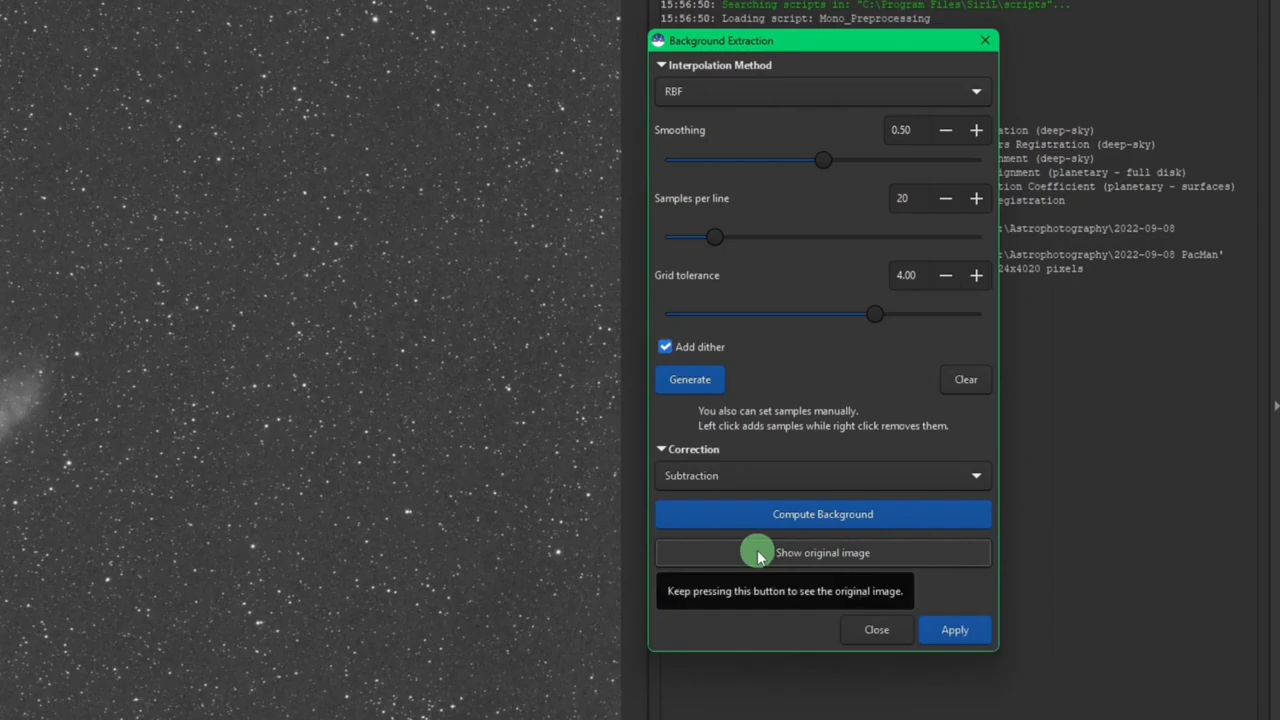 15:56:50: Searching scripts in: "C:\Program Files\SiriL\scripts"...
15:56:50: Loading script: Mono_Preprocessing
Background Extraction
Interpolation Method
RBF
Smoothing
0.50
Samples per line
20
Grid tolerance
4.00
Add dither
Generate
Clear
You also can set samples manually.
Left click adds samples while right click removes them.
Correction
Subtraction
Compute Background
Show original image
Keep pressing this button to see the original image.
Close
Apply
ation (deep-sky)
rs Registration (deep-sky)
nment (deep-sky)
ignment (planetary - full disk)
tion Coefficient (planetary - surfaces)
egistration
:\Astrophotography\2022-09-08
:\Astrophotography\2022-09-08 PacMan'
24x4020 pixels